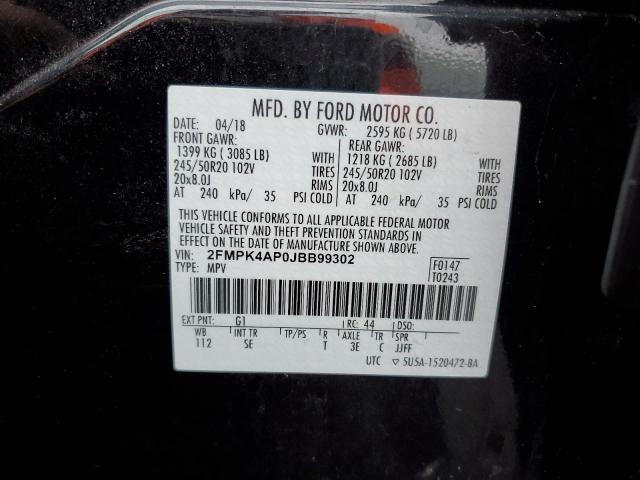 MFD. BY FORD MOTOR CO.
DATE: 04/18 GVWR: 2595 KG ( 5720 LB)
FRONT GAWR: REAR GAWR:
1399 KG ( 3085 LB) WITH 1218 KG ( 2685 LB) WITH
245/50R20 102V TIRES 245/50R20 102V TIRES
20x8.0J RIMS 20x8.0J RIMS
AT 240 kPa/ 35 PSI COLD AT 240 kPa/ 35 PSI COLD
THIS VEHICLE CONFORMS TO ALL APPLICABLE FEDERAL MOTOR
VEHICLE SAFETY AND THEFT PREVENTION STANDARDS IN
EFFECT ON THE DATE OF MANUFACTURE SHOWN ABOVE.
VIN: 2FMPK4AP0JBB99302 F0147
TYPE: MPV T0243
EXT PNT: G1 RC: 44 DSO:
WB INT TR TP/PS R AXLE TR SPR
112 SE T 3E C JJFF
UTC ▽ 5U5A-1520472-BA